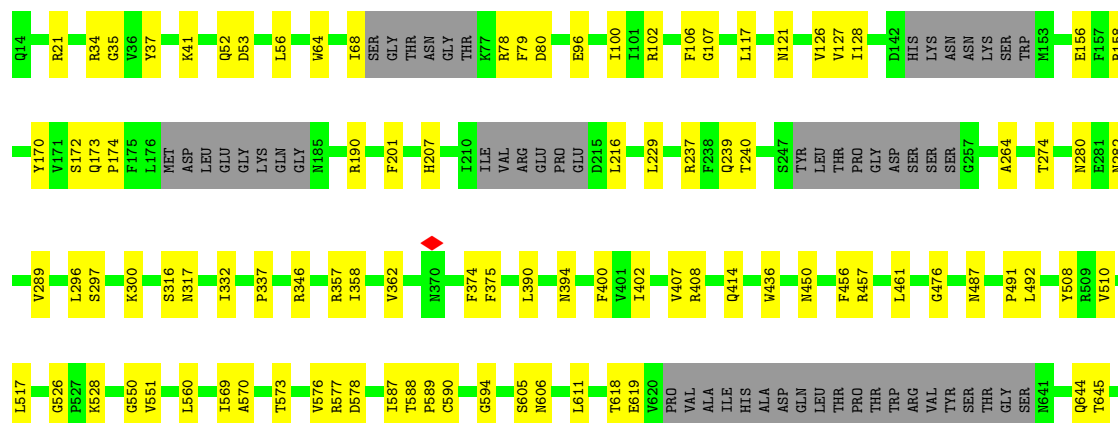 Q14 R21 R34 G35 V36 Y37 K41 Q52 D53 L56 W64 I68 SER GLY THR ASN GLY THR K77 R78 F79 D80 E96 I100 I101 R102 F106 G107 L117 N121 V126 V127 I128 D142 HIS LYS ASN ASN LYS SER TRP M153 E156 F157 R158
Y170 V171 S172 Q173 P174 F175 L176 MET ASP LEU GLU GLY LYS GLN GLY N185 R190 F201 H207 I210 ILE VAL ARG GLU PRO GLU D215 L216 L229 R237 F238 Q239 T240 S247 TYR LEU THR PRO GLY ASP SER SER SER G257 A264 T274 N280 E281 N282
V289 L296 S297 K300 S316 N317 I332 P337 R346 R357 I358 V362 N370 F374 F375 L390 N394 F400 V401 I402 V407 R408 Q414 W436 N450 F456 R457 L461 G476 N487 P491 L492 Y508 R509 V510
L517 G526 P527 K528 G550 V551 L560 I569 A570 T573 V576 R577 D578 I587 T588 P589 C590 G594 S605 N606 L611 T618 E619 V620 PRO VAL ALA ILE HIS ALA ASP GLN LEU THR PRO THR TRP ARG VAL TYR SER THR GLY SER N641 Q644 T645